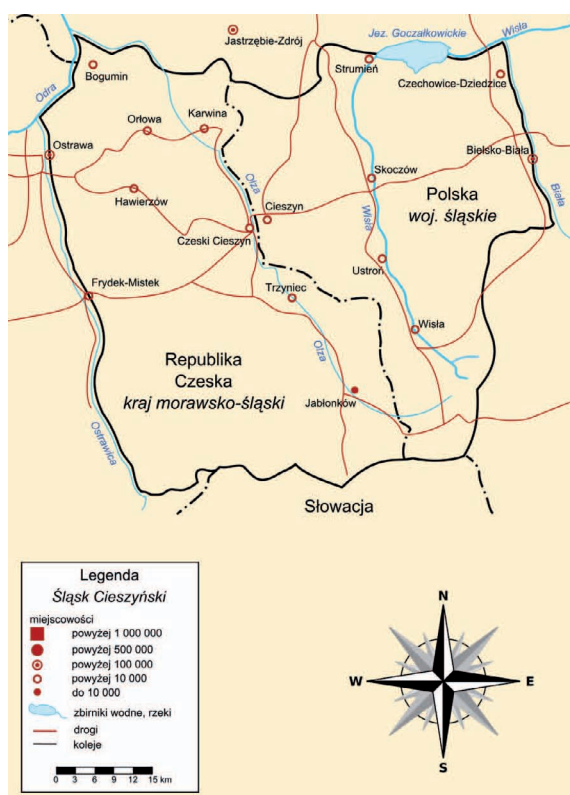 Jez. Goczałkowickie
Wisła
Jastrzębie-Zdrój
Strumień
Bogumin
Czechowice-Dziedzice
Odra
Karwina
Orłowa
Ostrawa
Bielsko-Biała
Olza
Skoczów
Hawierzów
Cieszyn
Polska
woj. śląskie
Biała
Wisła
Czeski Cieszyn
Ustroń
Frydek-Mistek
Trzyniec
Wisła
Olza
Republika
Czeska
kraj morawsko-śląski
Jabłonków
Ostrawica
Słowacja
Legenda
Śląsk Cieszyński
miejscowości
powyżej 1 000 000
powyżej 500 000
powyżej 100 000
powyżej 10 000
do 10 000
zbirniki wodne, rzeki
drogi
koleje
0 3 6 9 12 15 km
N
W E
S